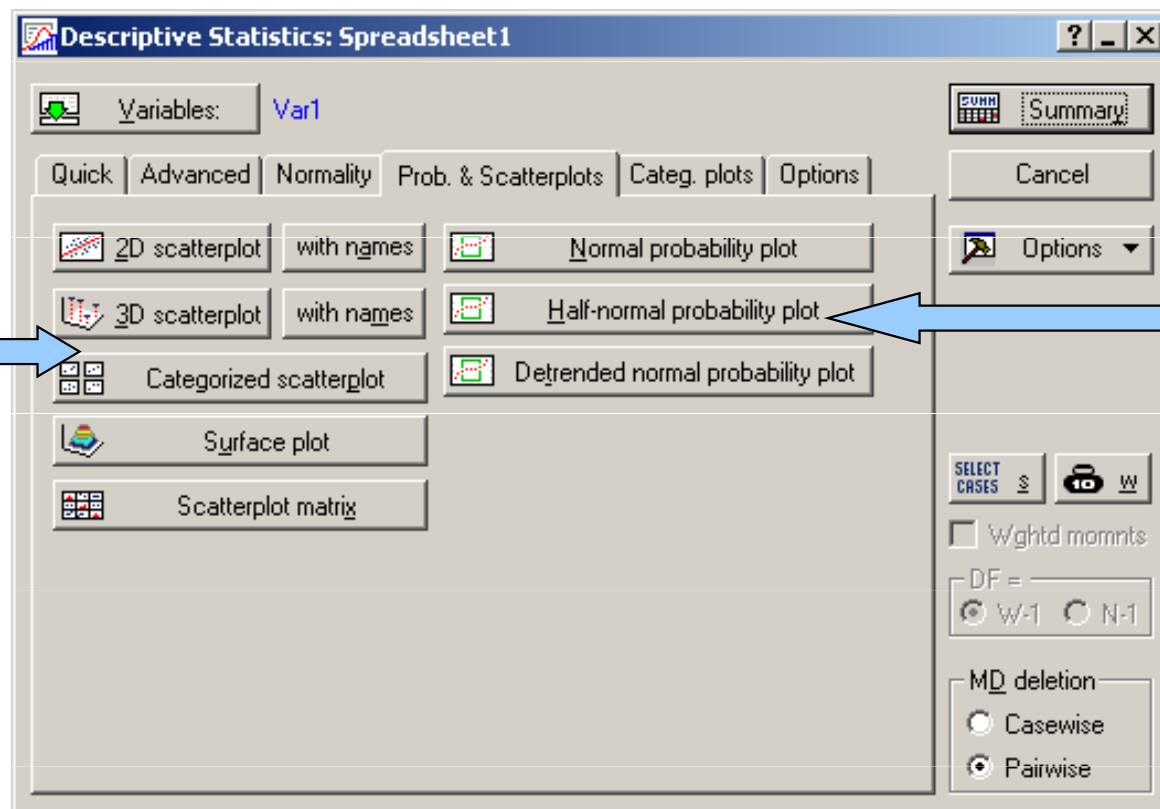 Descriptive Statistics: Spreadsheet1
Variables: Var1
Quick Advanced Normality Prob. & Scatterplots Categ. plots Options
2D scatterplot with names
3D scatterplot with names
Categorized scatterplot
Surface plot
Scatterplot matrix
Normal probability plot
Half-normal probability plot
Detrended normal probability plot
SUMM Summary
Cancel
Options
SELECT CASES S
10 W
Wghtd momnts
DF =
W-1 N-1
MD deletion
Casewise
Pairwise